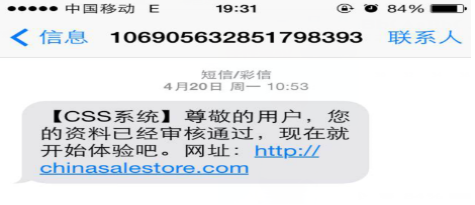 中国移动 E 19:31 84%
信息 106905632851798393 联系人
短信/彩信
4月20日 周一 10:53
【CSS系统】尊敬的用户，您
的资料已经审核通过，现在就
开始体验吧。网址：http://
chinasalestore.com